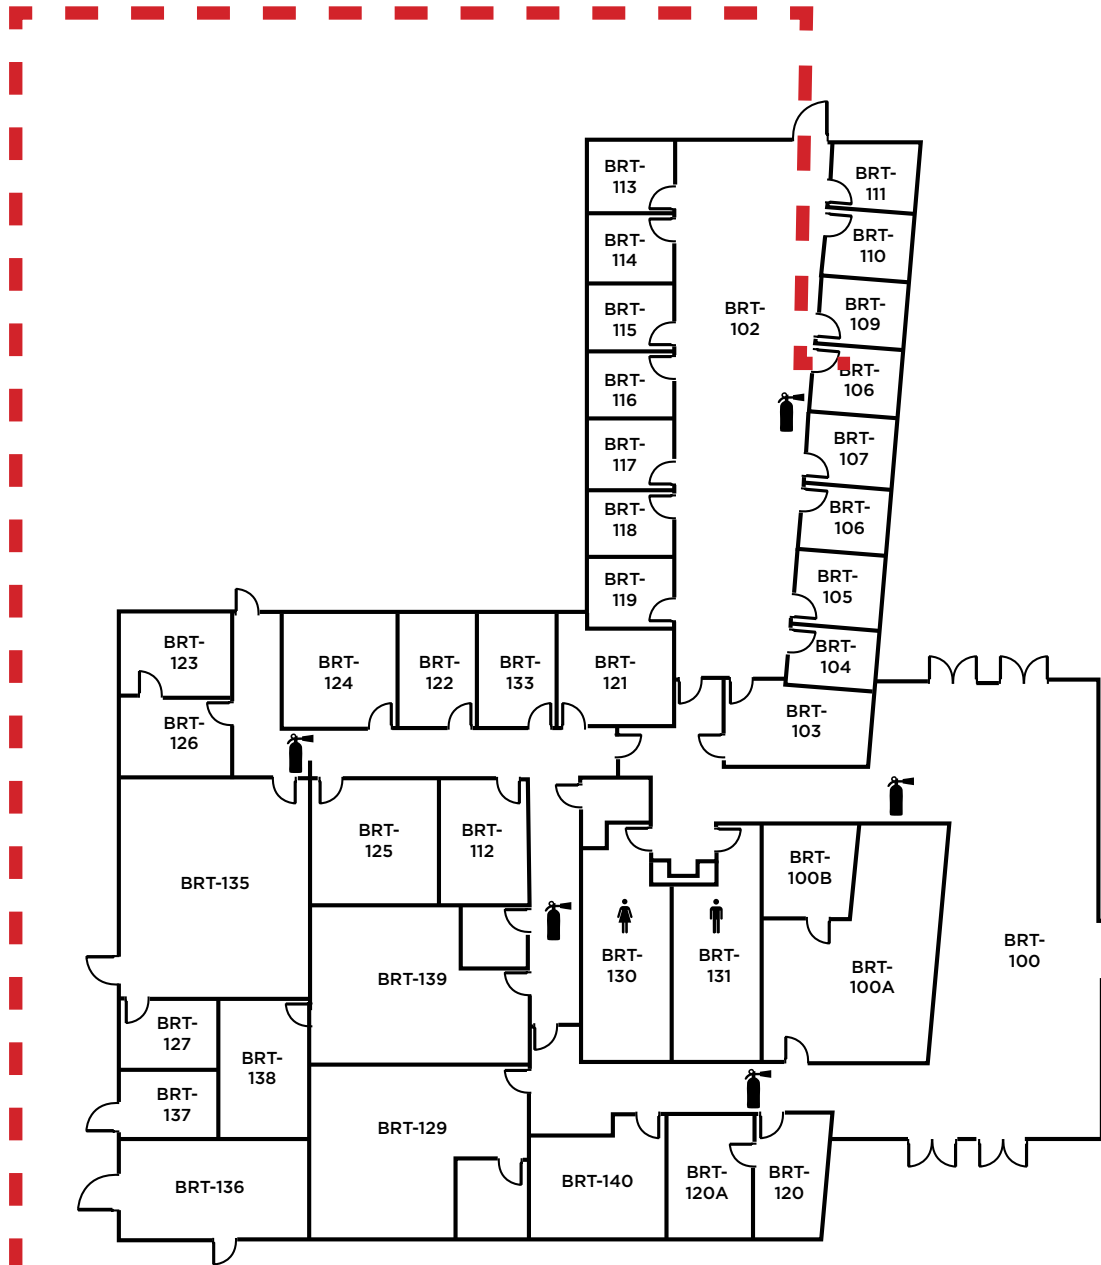 BRT-
113
BRT-
111
BRT-
114
BRT-
110
BRT-
115
BRT-
102
BRT-
109
BRT-
116
BRT-
106
BRT-
117
BRT-
107
BRT-
118
BRT-
106
BRT-
119
BRT-
105
BRT-
123
BRT-
124
BRT-
122
BRT-
133
BRT-
121
BRT-
104
BRT-
126
BRT-
103
BRT-
125
BRT-
112
BRT-
100B
BRT-135
BRT-139
BRT-
130
BRT-
131
BRT-
100A
BRT-
100
BRT-
127
BRT-
138
BRT-
137
BRT-129
BRT-136
BRT-140
BRT-
120A
BRT-
120